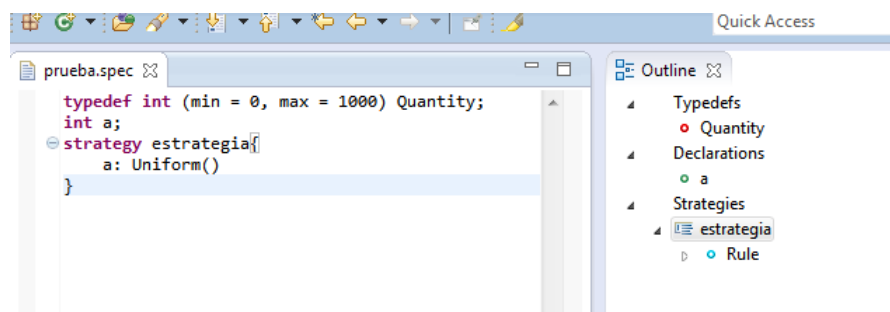 Quick Access
prueba.spec
typedef int (min = 0, max = 1000) Quantity;
int a;
strategy estrategia{
a: Uniform()
}
Outline
Typedefs
Quantity
Declarations
a
Strategies
estrategia
Rule